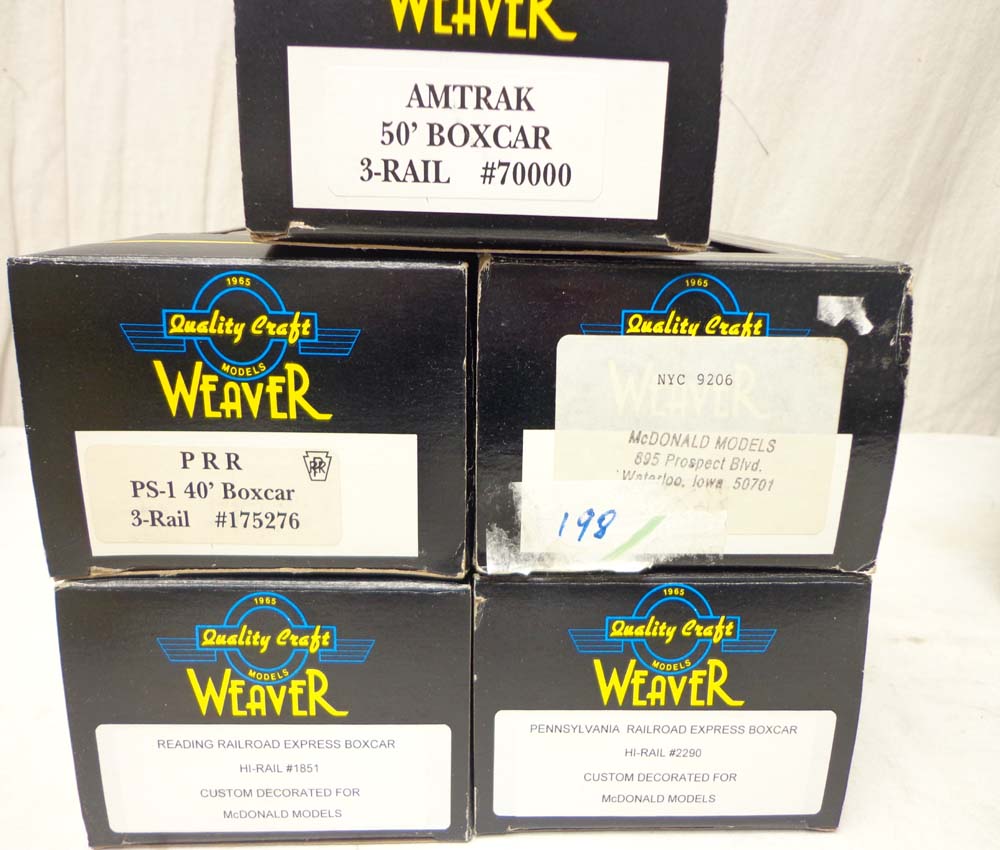 WEAVER
AMTRAK
50' BOXCAR
3-RAIL #70000
1965
Quality Craft
MODELS
WEAVER
PRR
PRR
PS-1 40' Boxcar
3-Rail #175276
1965
Quality Craft
WEAVER
NYC 9206
McDONALD MODELS
895 Prospect Blvd.
Waterloo, Iowa 50701
198
1965
Quality Craft
MODELS
WEAVER
READING RAILROAD EXPRESS BOXCAR
HI-RAIL #1851
CUSTOM DECORATED FOR
McDONALD MODELS
1965
Quality Craft
MODELS
WEAVER
PENNSYLVANIA RAILROAD EXPRESS BOXCAR
HI-RAIL #2290
CUSTOM DECORATED FOR
McDONALD MODELS